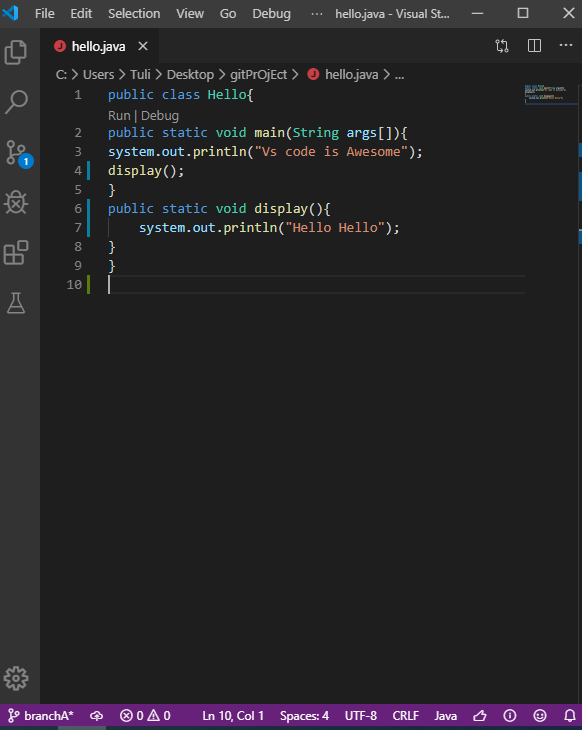 File Edit Selection View Go Debug ··· hello.java - Visual St...
hello.java
C: > Users > Tuli > Desktop > gitPrOjEct > hello.java > ...
1 public class Hello{
Run | Debug
2 public static void main(String args[]){
3 system.out.println("Vs code is Awesome");
4 display();
5 }
6 public static void display(){
7 system.out.println("Hello Hello");
8 }
9 }
10
1
branchA* 0 0 Ln 10, Col 1 Spaces: 4 UTF-8 CRLF Java